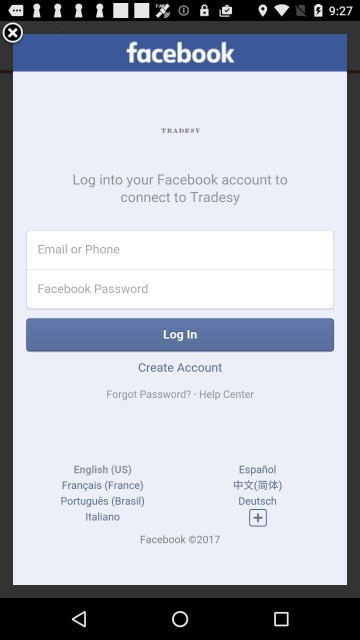 9:27
facebook
TRADESY
Log into your Facebook account to
connect to Tradesy
Email or Phone
Facebook Password
Log In
Create Account
Forgot Password? · Help Center
English (US)
Español
Français (France)
中文(简体)
Português (Brasil)
Deutsch
Italiano
Facebook ©2017